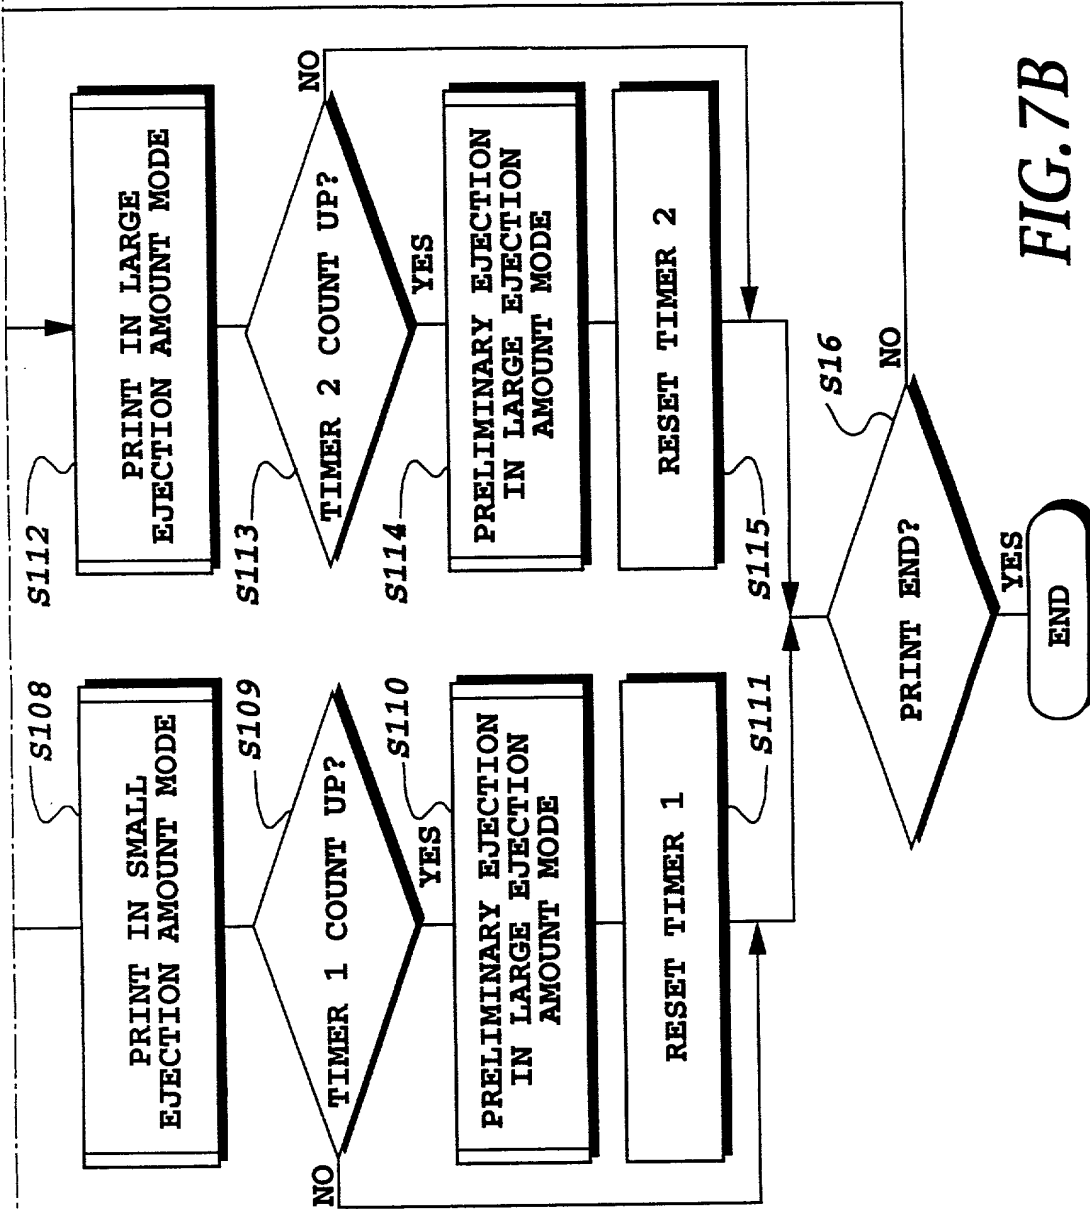 S108
PRINT IN SMALL
EJECTION AMOUNT MODE
S109
TIMER 1 COUNT UP?
NO
YES
S110
PRELIMINARY EJECTION
IN LARGE EJECTION
AMOUNT MODE
RESET TIMER 1
S111
S112
PRINT IN LARGE
EJECTION AMOUNT MODE
S113
TIMER 2 COUNT UP?
NO
YES
S114
PRELIMINARY EJECTION
IN LARGE EJECTION
AMOUNT MODE
RESET TIMER 2
S115
S16
PRINT END?
NO
YES
END
FIG. 7B